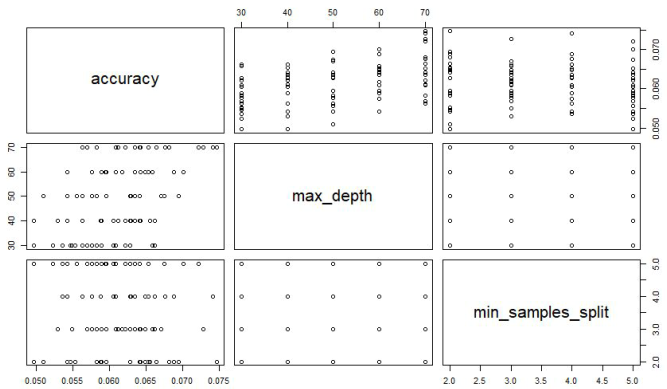 30 40 50 60 70
accuracy
0.050 0.060 0.070
30 40 50 60 70
max_depth
min_samples_split
2.0 3.0 4.0 5.0
0.050 0.055 0.060 0.065 0.070 0.075
2.0 2.5 3.0 3.5 4.0 4.5 5.0